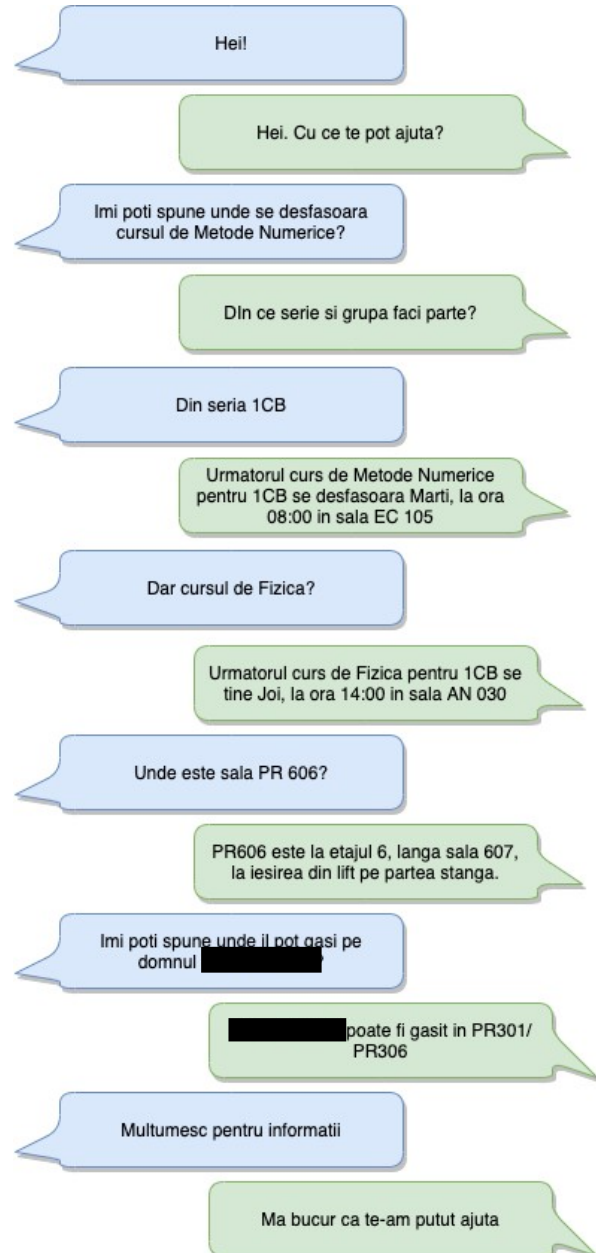 Hei!
Hei. Cu ce te pot ajuta?
Imi poti spune unde se desfasoara
cursul de Metode Numerice?
DIn ce serie si grupa faci parte?
Din seria 1CB
Urmatorul curs de Metode Numerice
pentru 1CB se desfasoara Marti, la ora
08:00 in sala EC 105
Dar cursul de Fizica?
Urmatorul curs de Fizica pentru 1CB se
tine Joi, la ora 14:00 in sala AN 030
Unde este sala PR 606?
PR606 este la etajul 6, langa sala 607,
la iesirea din lift pe partea stanga.
Imi poti spune unde il pot gasi pe
domnul ?
poate fi gasit in PR301/
PR306
Multumesc pentru informatii
Ma bucur ca te-am putut ajuta